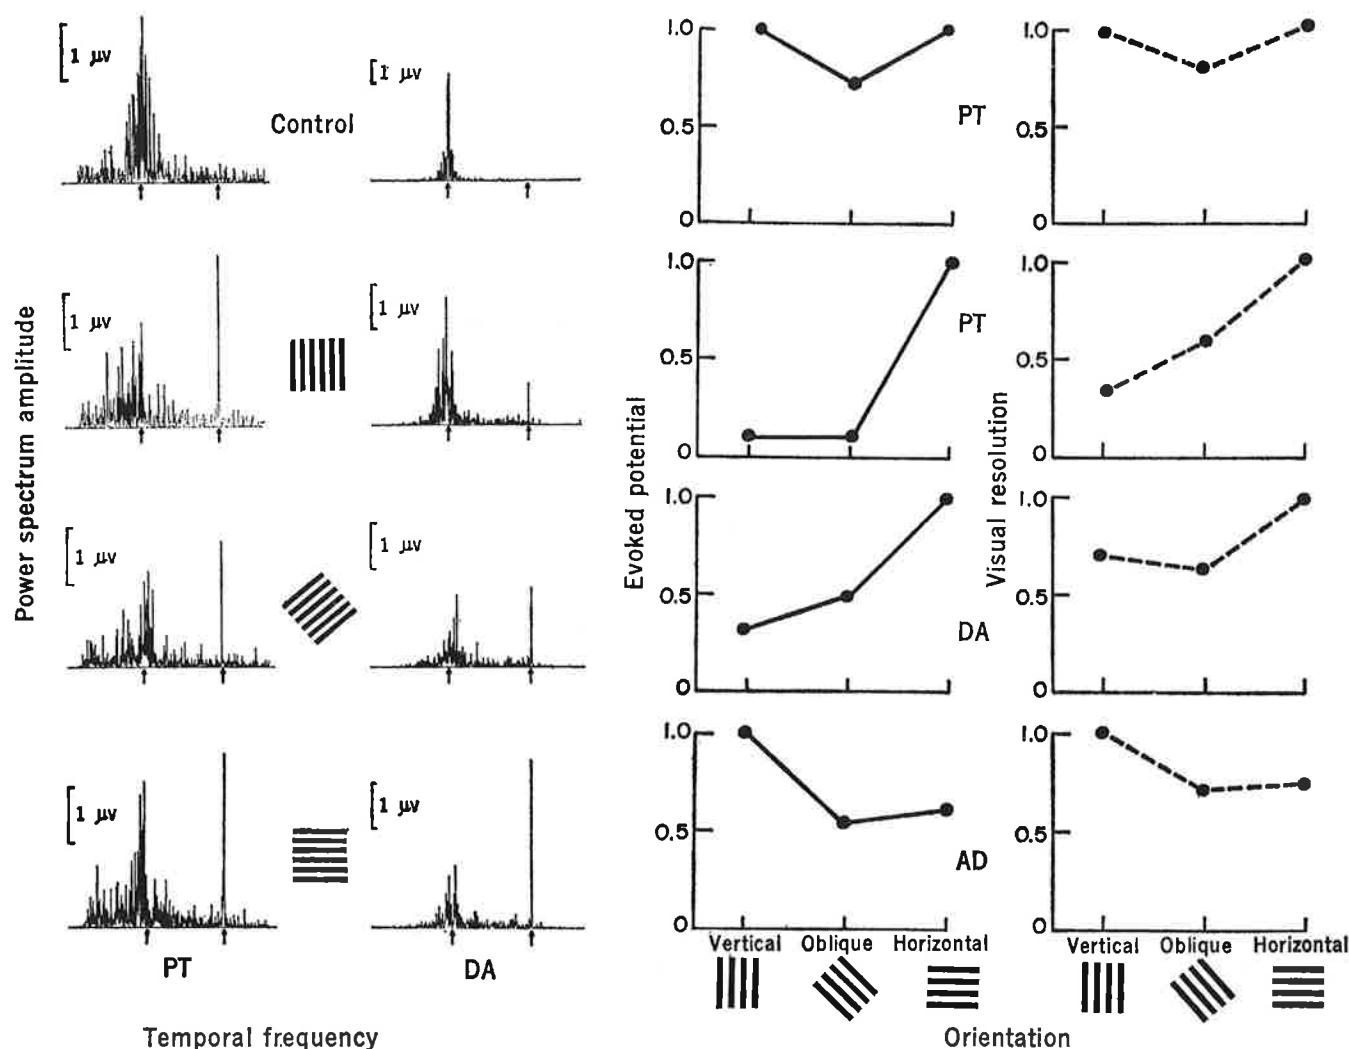 1 μv
1 μv
Control
1 μv
1 μv
1 μv
1 μv
1 μv
1 μv
Power spectrum amplitude
PT
DA
Temporal frequency
1.0
0.5
0
PT
1.0
0.5
0
1.0
0.5
0
PT
1.0
0.5
0
Evoked potential
Visual resolution
1.0
0.5
0
DA
1.0
0.5
0
1.0
0.5
0
AD
1.0
0.5
0
Vertical Oblique Horizontal
Vertical Oblique Horizontal
Orientation